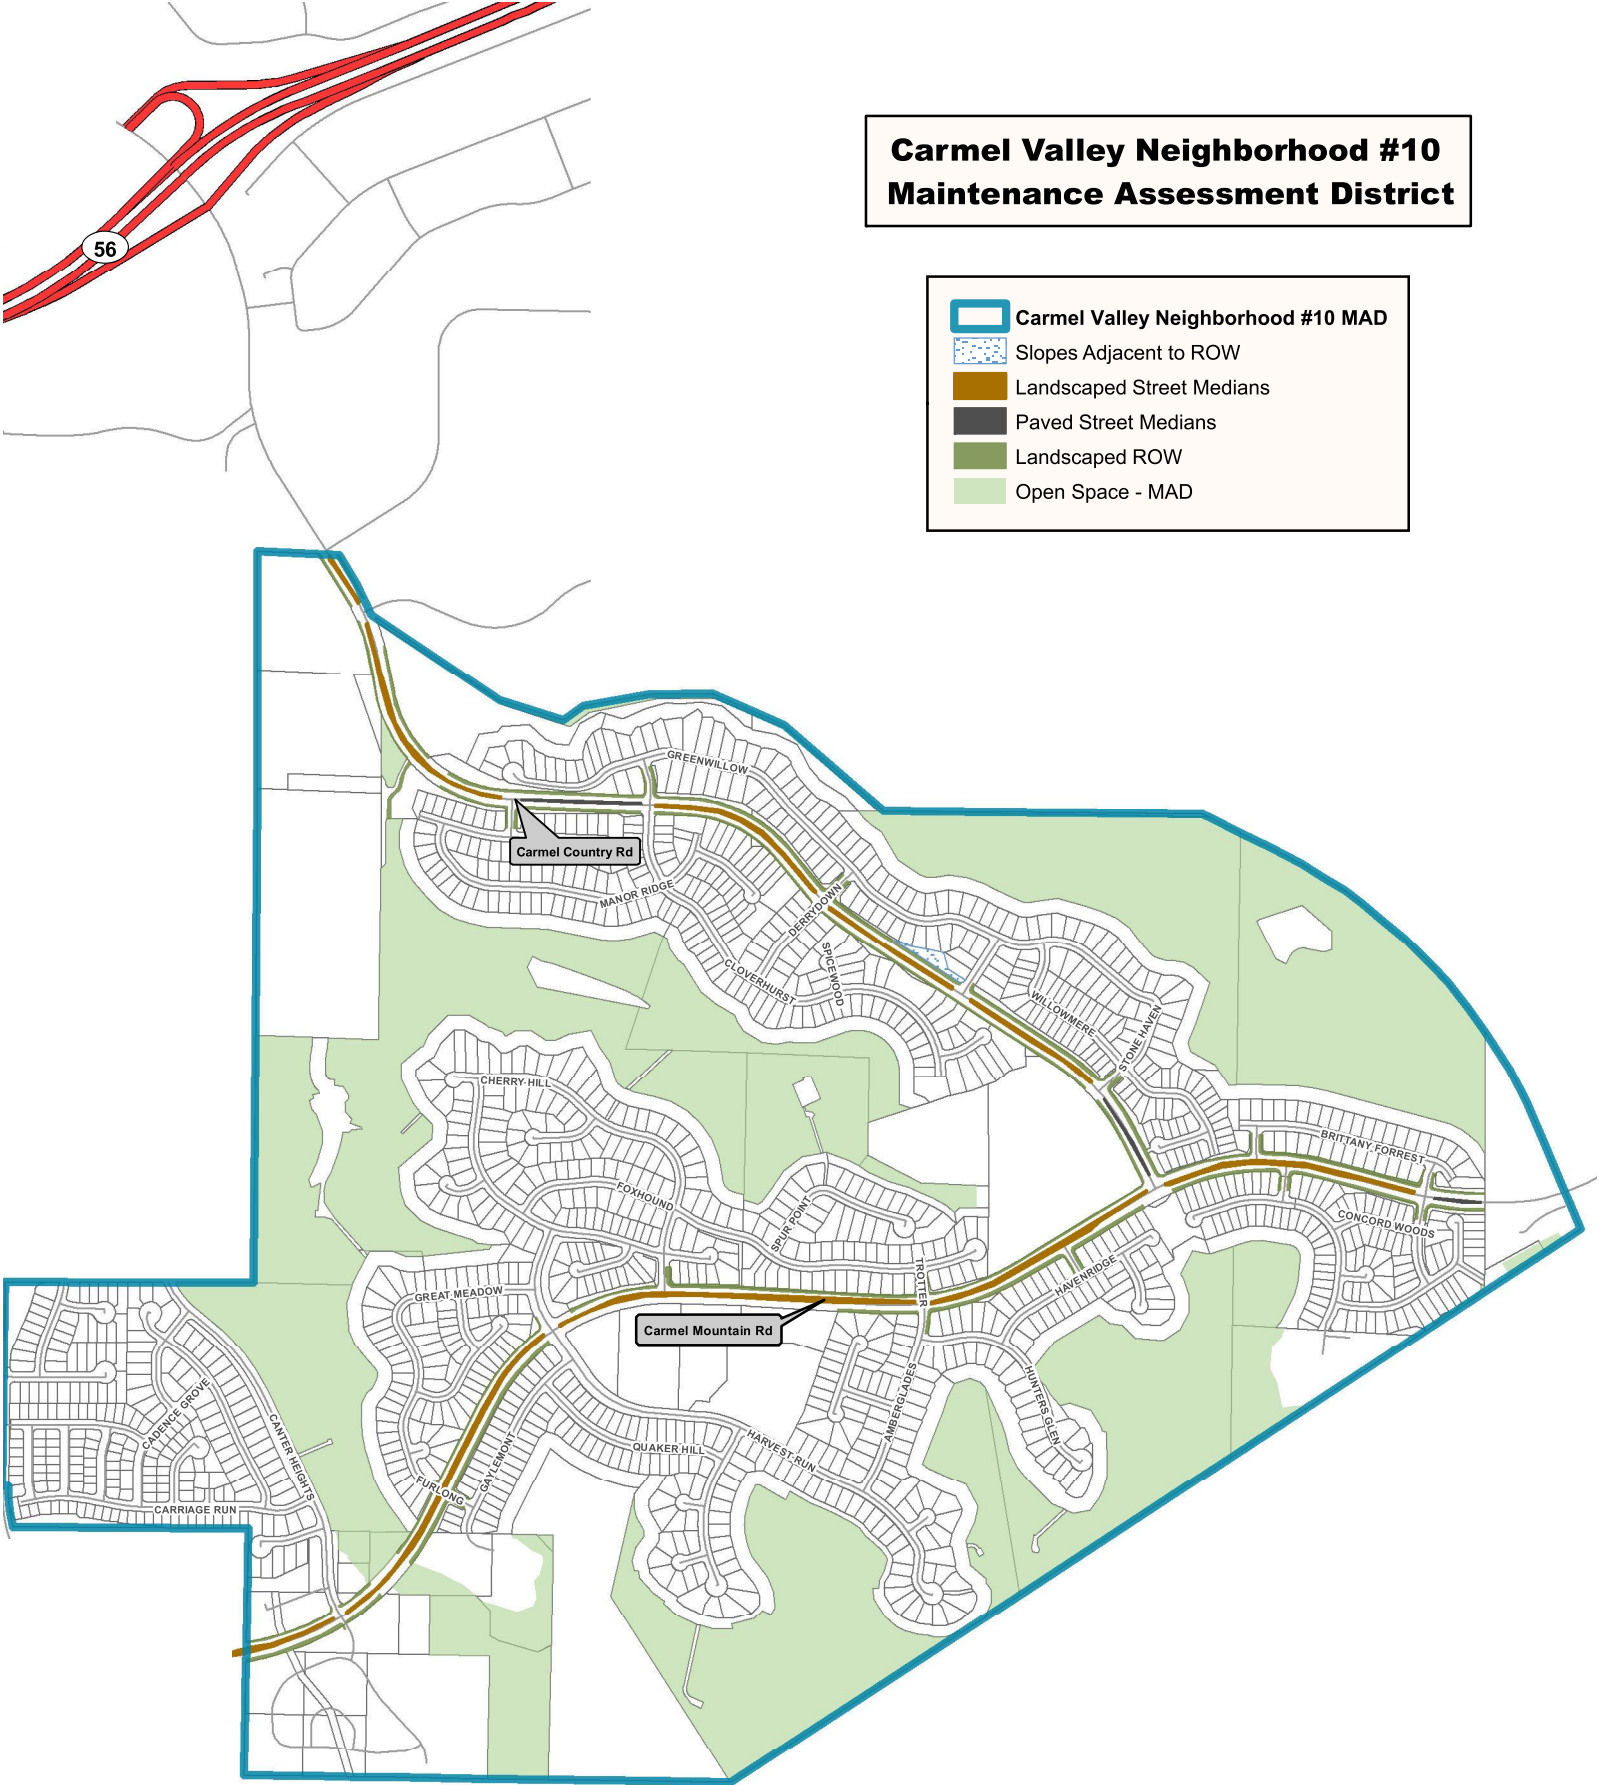 Carmel Valley Neighborhood #10
Maintenance Assessment District
56
Carmel Valley Neighborhood #10 MAD
Slopes Adjacent to ROW
Landscaped Street Medians
Paved Street Medians
Landscaped ROW
Open Space - MAD
GREENWILLOW
Carmel Country Rd
MANOR RIDGE
DERRYDOWN
SPICEWOOD
CLOVERHURST
WILLOWMERE
STONE HAVEN
CHERRY HILL
BRITTANY FORREST
FOXHOUND
SPUR POINT
CONCORD WOODS
TROTTER
HAVENRIDGE
GREAT MEADOW
Carmel Mountain Rd
CADENCE GROVE
CANTER HEIGHTS
AMBERGLADES
HUNTERS GLEN
QUAKER HILL
HARVEST RUN
GAYLEMONT
FURLONG
CARRIAGE RUN